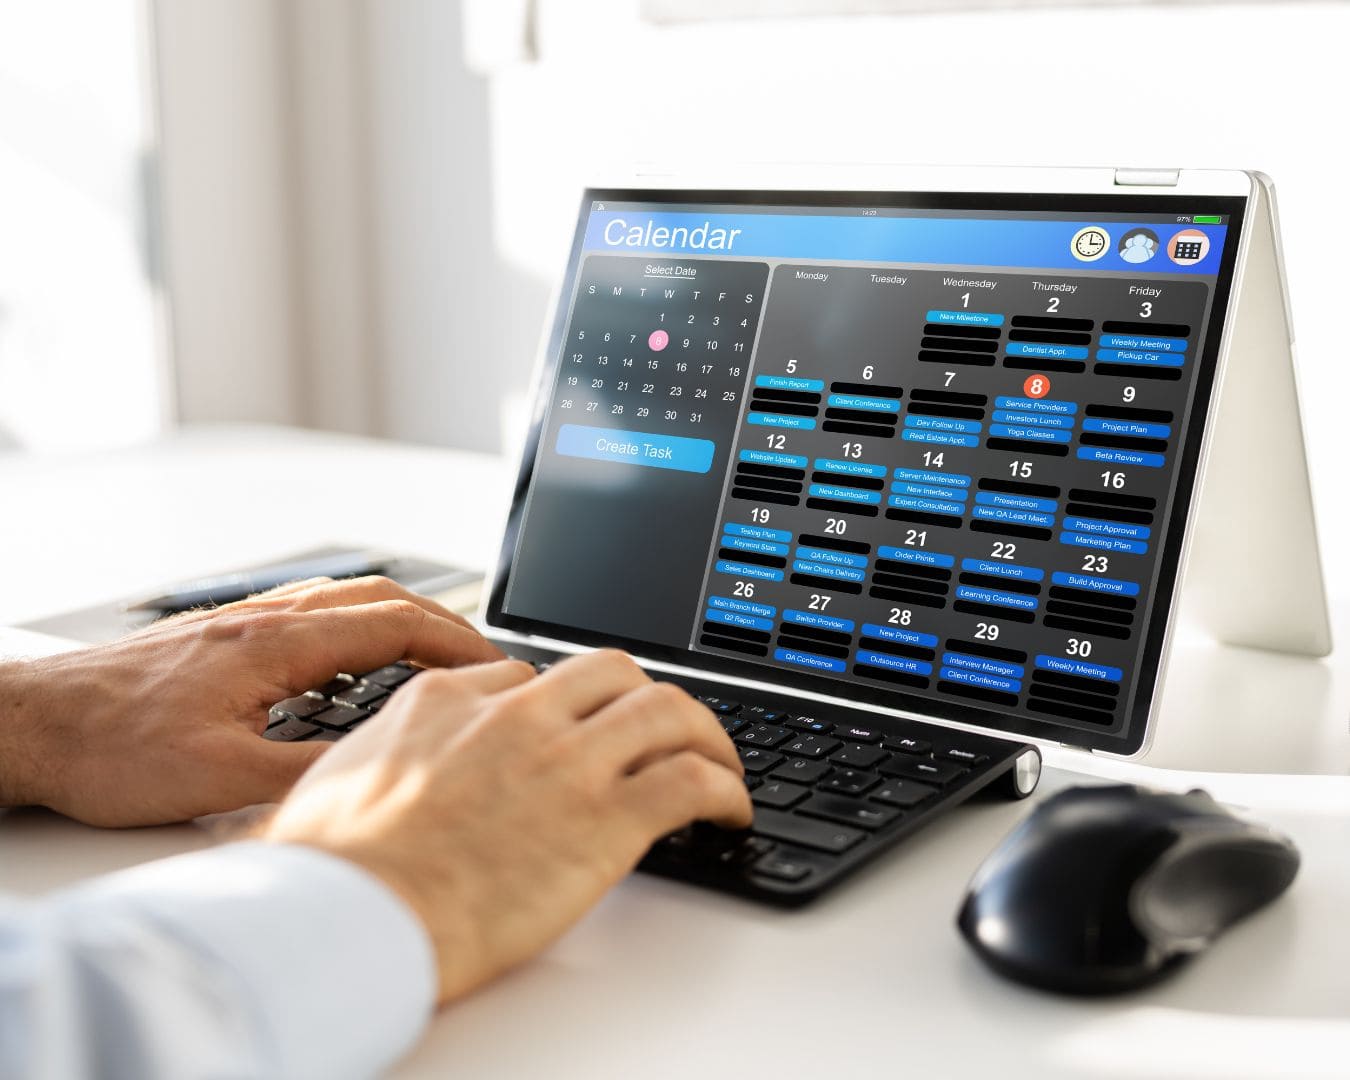 14:23
97%
Calendar
Select Date
S M T W T F S
1 2 3 4
5 6 7 8 9 10 11
12 13 14 15 16 17 18
19 20 21 22 23 24 25
26 27 28 29 30 31
Create Task
Monday Tuesday Wednesday Thursday Friday
1 2 3
New Milestone
Dentist Appt.
Weekly Meeting
Pickup Car
5 6 7 8 9
Finish Report
New Project
Client Conference
Dev Follow Up
Real Estate Appt.
Service Providers
Investors Lunch
Yoga Classes
Project Plan
Beta Review
12 13 14 15 16
Website Update
Renew License
New Dashboard
Server Maintenance
New Interface
Expert Consultation
Presentation
New QA Lead Meet.
Project Approval
Marketing Plan
19 20 21 22 23
Testing Plan
Keyword Stats
Sales Dashboard
QA Follow Up
New Chairs Delivery
Order Prints
Client Lunch
Learning Conference
Build Approval
26 27 28 29 30
Main Branch Merge
Q2 Report
Switch Provider
QA Conference
New Project
Outsource HR
Interview Manager
Client Conference
Weekly Meeting
F9
F10
Num
Prt
Delete
P
Ü